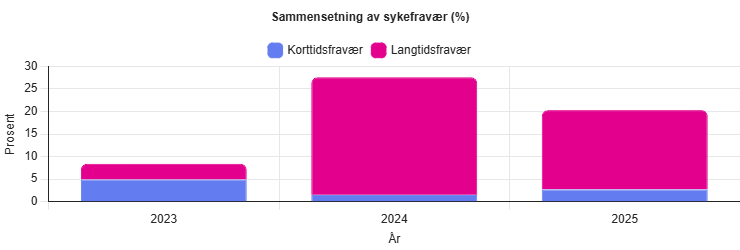 Sammensetning av sykefravær (%)
Korttidsfravær Langtidsfravær
30
25
20
15
10
5
0
Prosent
2023 2024 2025
År